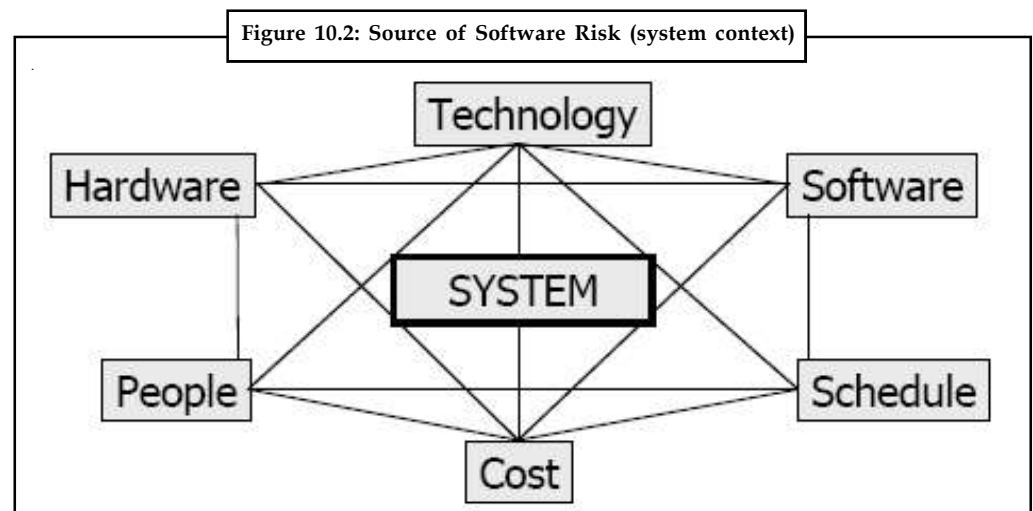 Figure 10.2: Source of Software Risk (system context)
Technology
Hardware
Software
SYSTEM
People
Schedule
Cost